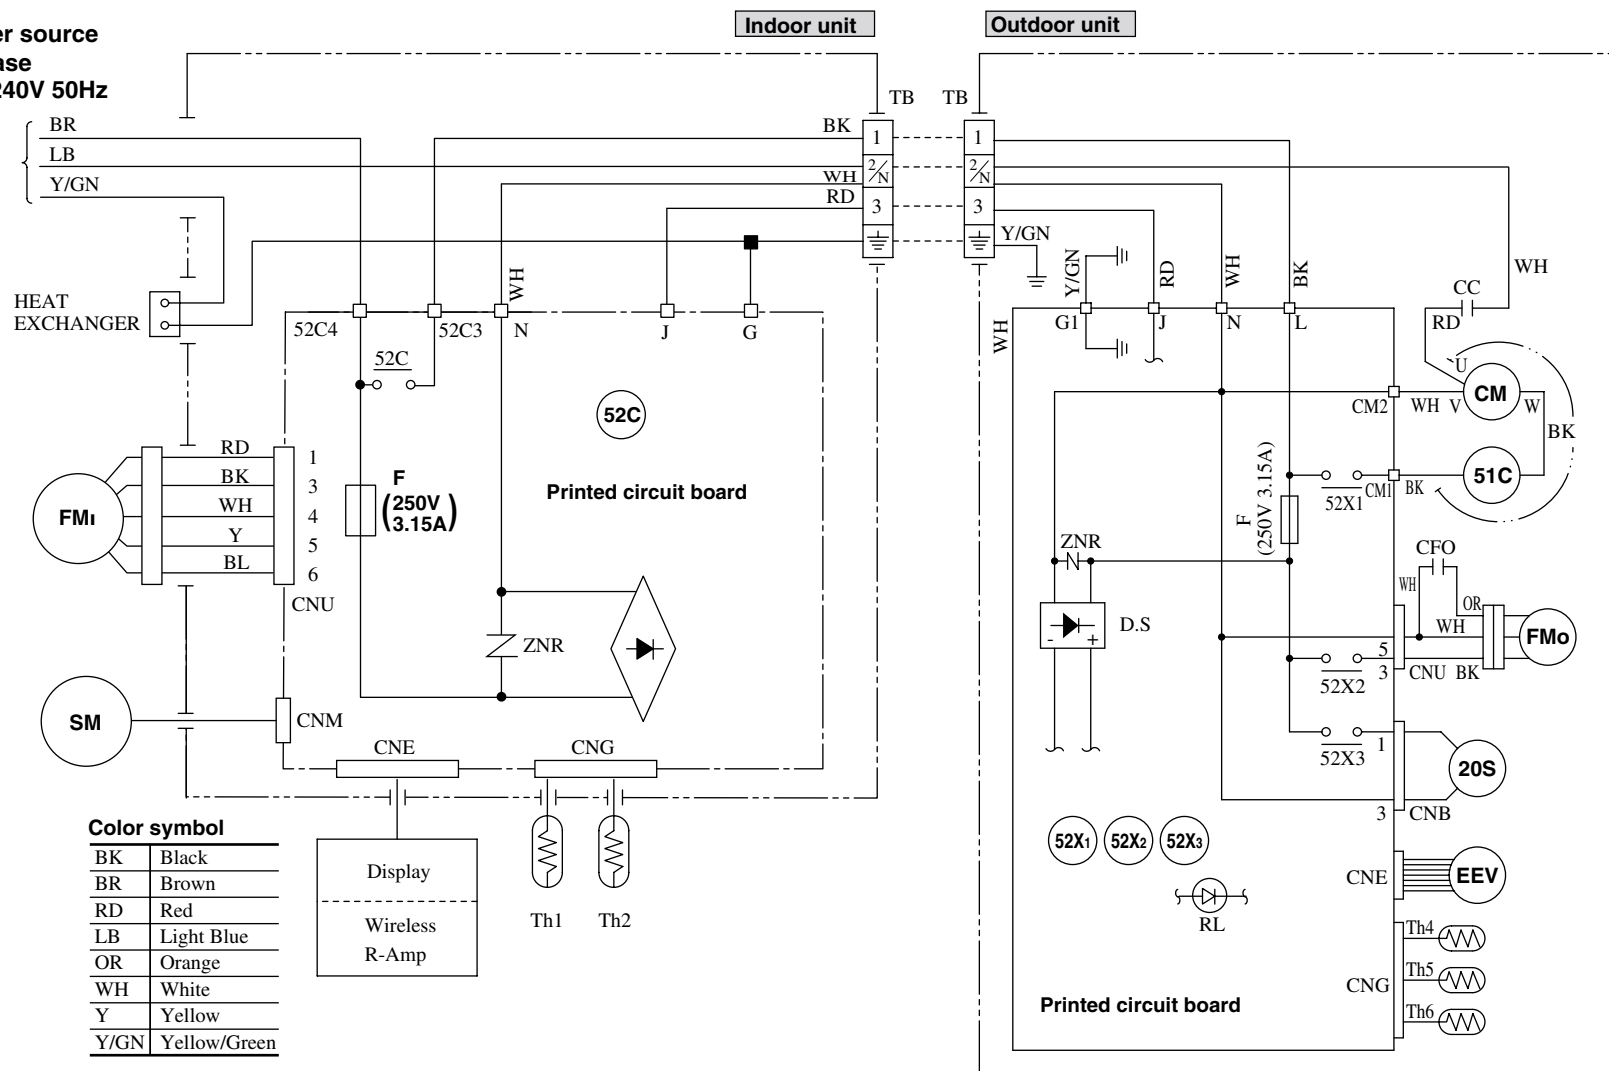 Indoor unit
Outdoor unit
er source
ase
240V 50Hz
TB
TB
BR
LB
Y/GN
BK
WH
RD
1
2/N
3
1
2/N
3
Y/GN
HEAT
EXCHANGER
52C4
52C3
WH
N
J
G
52C
52C
Printed circuit board
F
(250V
3.15A)
FMI
RD
BK
WH
Y
BL
1
3
4
5
6
CNU
ZNR
SM
CNM
CNE
CNG
Display
Wireless
R-Amp
Th1
Th2
Color symbol
BK Black
BR Brown
RD Red
LB Light Blue
OR Orange
WH White
Y Yellow
Y/GN Yellow/Green
Y/GN
RD
WH
BK
WH
G1
J
N
L
WH
CC
RD
U
CM
CM2
WH
V
W
BK
F
(250V 3.15A)
52X1
CM1
BK
51C
ZNR
D.S
-
+
CFO
WH
OR
WH
FMo
5
3
CNU
BK
52X2
52X3
1
20S
3
CNB
52X1
52X2
52X3
RL
CNE
EEV
CNG
Th4
Th5
Th6
Printed circuit board